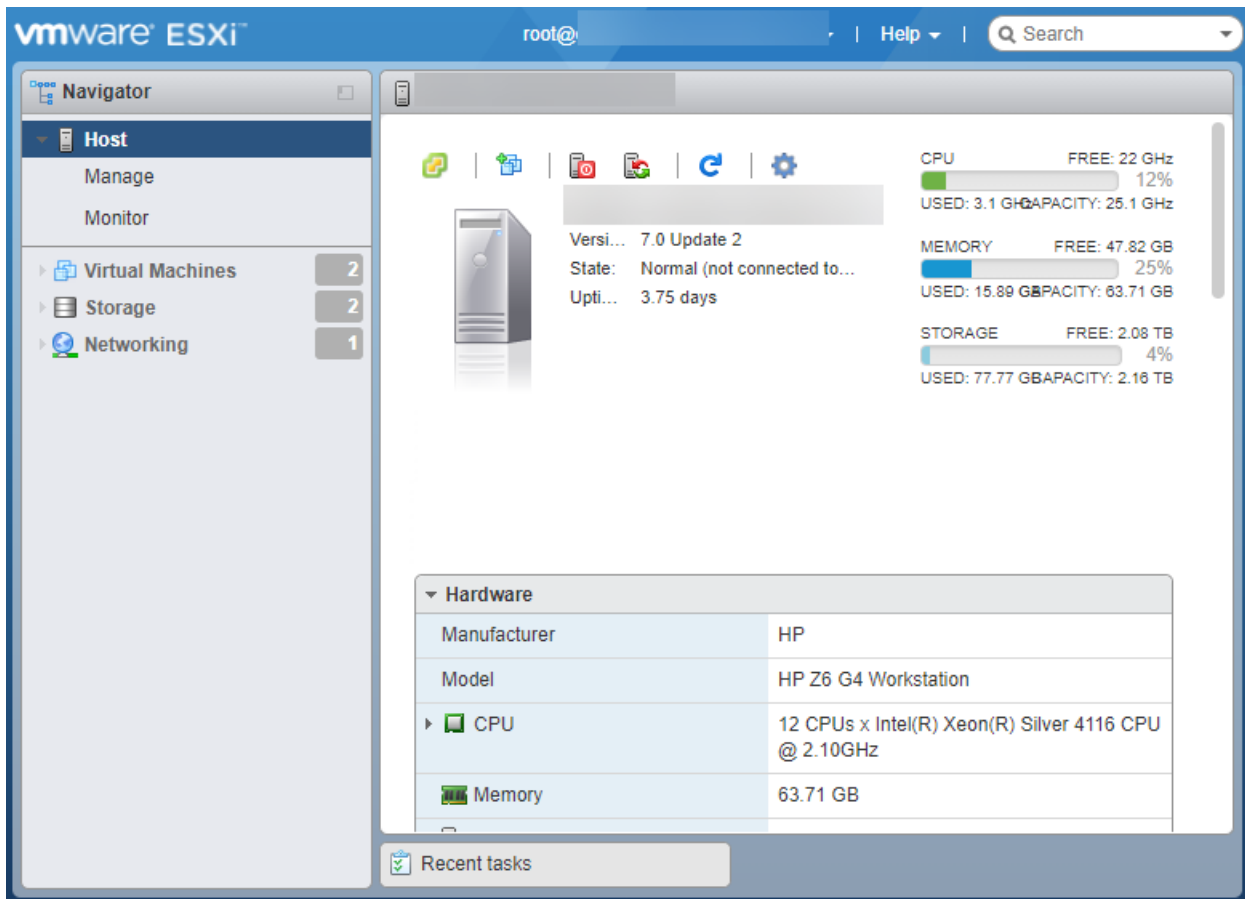 vmware® ESXi™
root@
Help
Search
Navigator
Host
Manage
Monitor
Virtual Machines 2
Storage 2
Networking 1
Versi... 7.0 Update 2
State: Normal (not connected to...
Upti... 3.75 days
CPU FREE: 22 GHz
12%
USED: 3.1 GHz CAPACITY: 25.1 GHz
MEMORY FREE: 47.82 GB
25%
USED: 15.89 GB CAPACITY: 63.71 GB
STORAGE FREE: 2.08 TB
4%
USED: 77.77 GB CAPACITY: 2.16 TB
Hardware
Manufacturer HP
Model HP Z6 G4 Workstation
CPU 12 CPUs x Intel(R) Xeon(R) Silver 4116 CPU
@ 2.10GHz
Memory 63.71 GB
Recent tasks